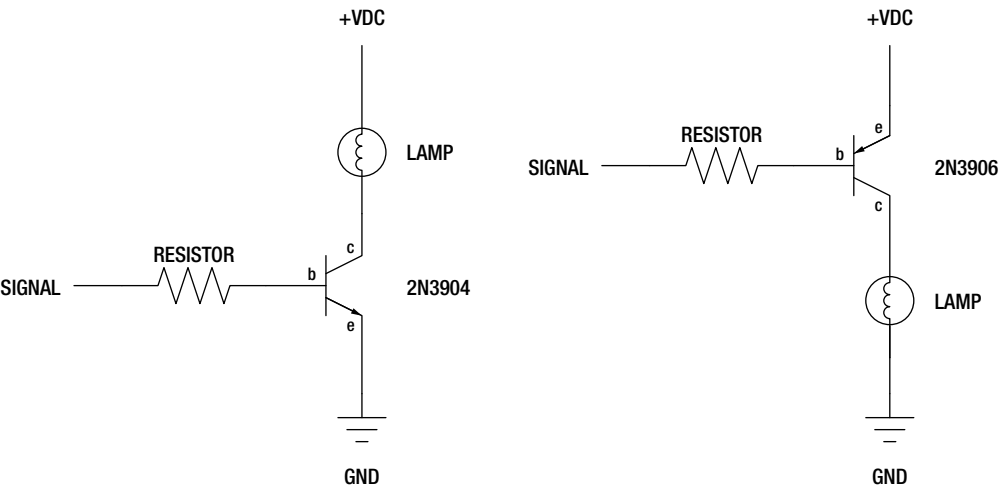 +VDC
LAMP
RESISTOR
SIGNAL
b
c
e
2N3904
GND
+VDC
RESISTOR
SIGNAL
b
e
c
2N3906
LAMP
GND